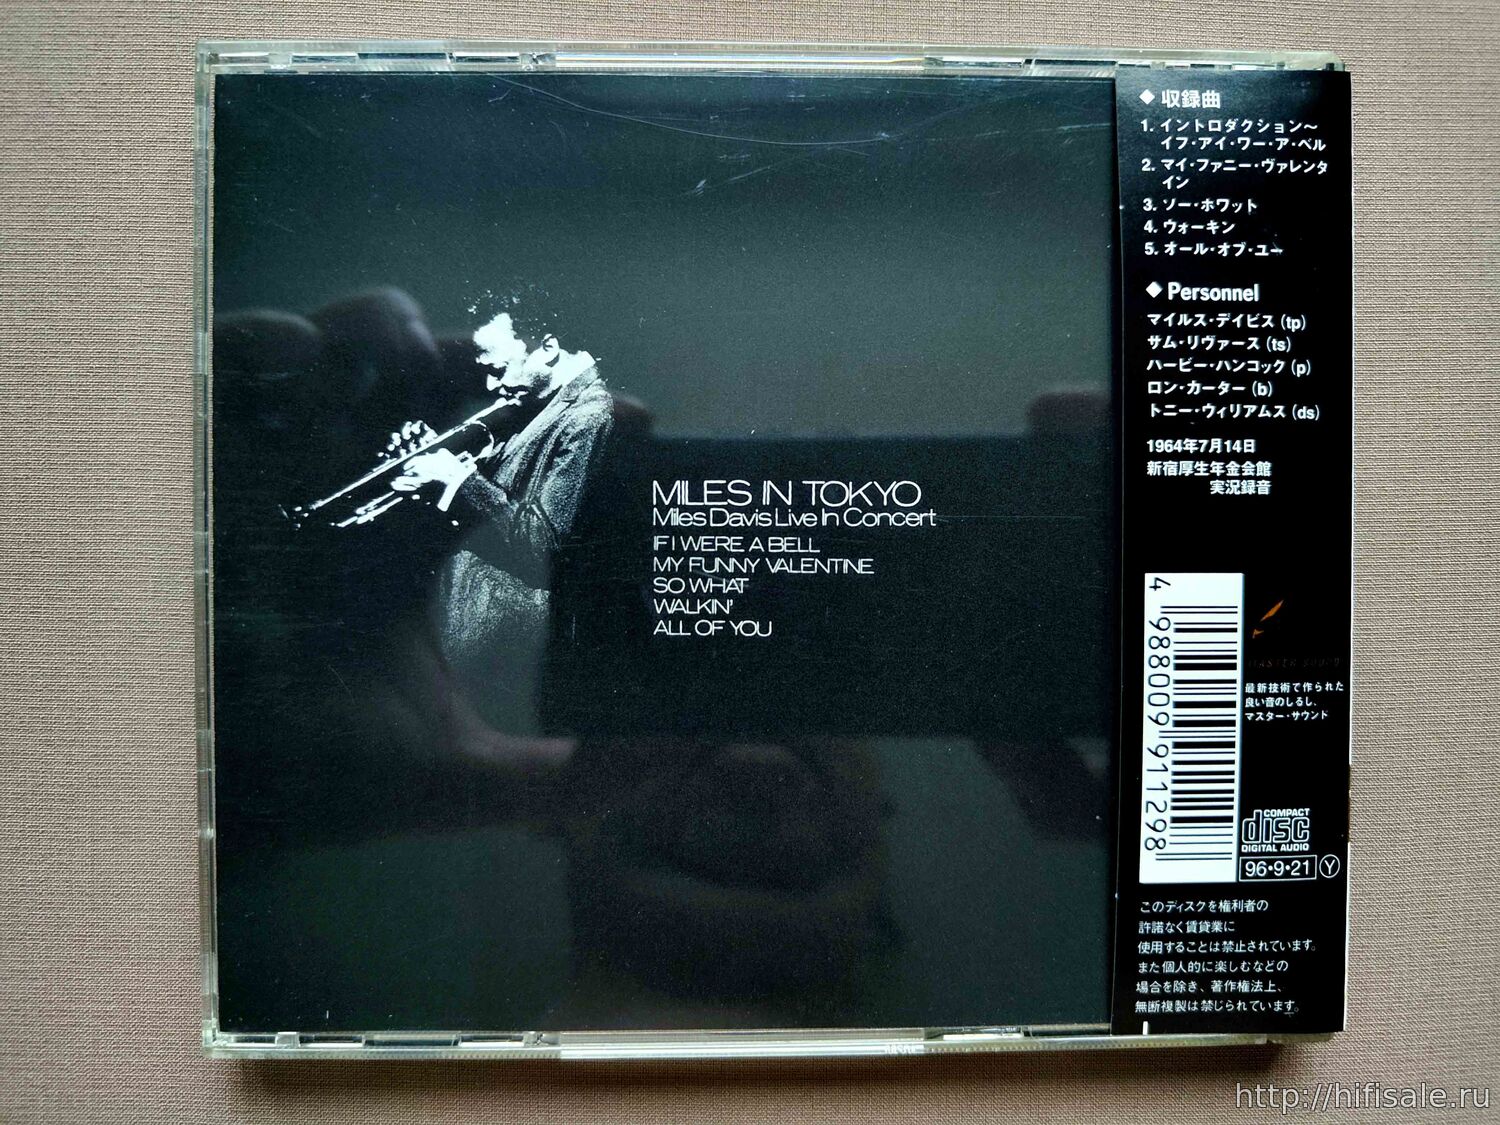 MILES IN TOKYO
Miles Davis Live In Concert
IF I WERE A BELL
MY FUNNY VALENTINE
SO WHAT
WALKIN'
ALL OF YOU
◆ 収録曲
1. イントロダクション〜
イフ・アイ・ワー・ア・ベル
2. マイ・ファニー・ヴァレンタ
イン
3. ソー・ホワット
4. ウォーキン
5. オール・オブ・ユー
◆ Personnel
マイルス・デイビス (tp)
サム・リヴァース (ts)
ハービー・ハンコック (p)
ロン・カーター (b)
トニー・ウィリアムス (ds)
1964年7月14日
新宿厚生年金会館
実況録音
4 988009 911298
MASTER SOUND
最新技術で作られた
良い音のしるし、
マスター・サウンド
COMPACT
disc
DIGITAL AUDIO
96・9・21 Y
このディスクを権利者の
許諾なく賃貸業に
使用することは禁止されています。
また個人的に楽しむなどの
場合を除き、著作権法上、
無断複製は禁じられています。
http://hifisale.ru